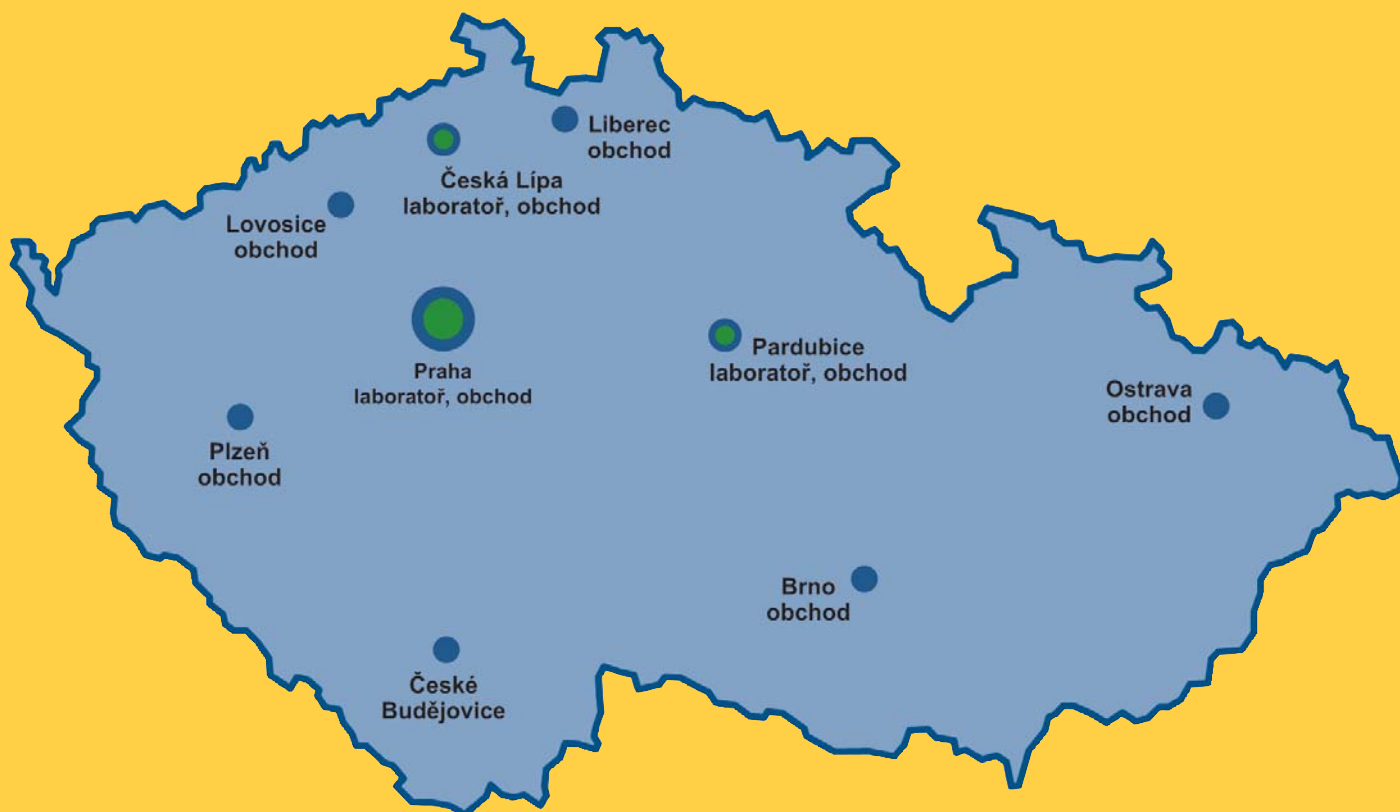 Liberec
obchod
Česká Lípa
laboratoř, obchod
Lovosice
obchod
Praha
laboratoř, obchod
Pardubice
laboratoř, obchod
Ostrava
obchod
Plzeň
obchod
Brno
obchod
České
Budějovice